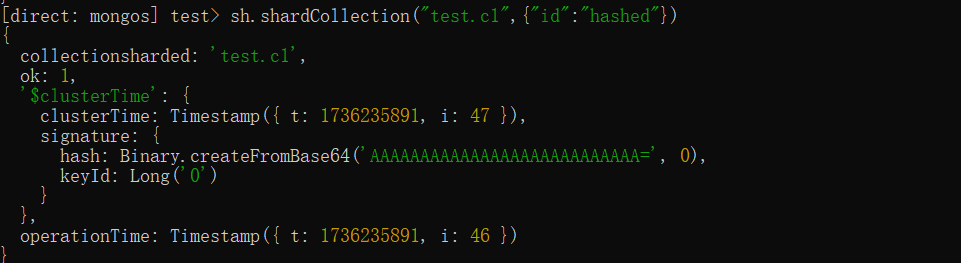 [direct: mongos] test> sh.shardCollection("test.c1",{"id":"hashed"})
{
  collectionsharded: 'test.c1',
  ok: 1,
  '$clusterTime': {
    clusterTime: Timestamp({ t: 1736235891, i: 47 }),
    signature: {
      hash: Binary.createFromBase64('AAAAAAAAAAAAAAAAAAAAAAAAAAA=', 0),
      keyId: Long('0')
    }
  },
  operationTime: Timestamp({ t: 1736235891, i: 46 })
}